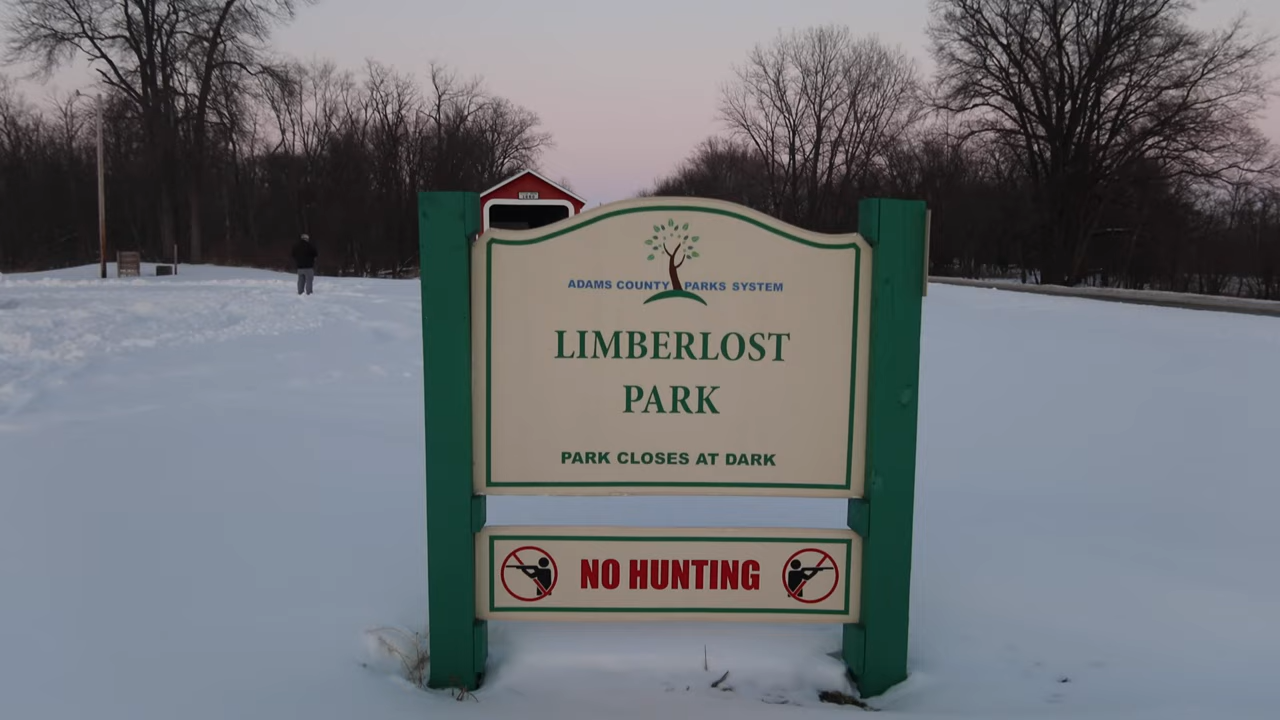 ADAMS COUNTY PARKS SYSTEM
LIMBERLOST
PARK
PARK CLOSES AT DARK
NO HUNTING